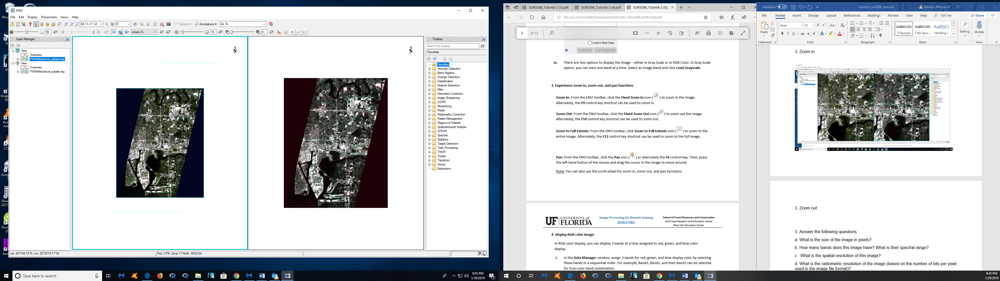 ENVI
File Edit Display Placemarks Views Help
84.1% (1:1.2) 0° Vectors Annotations Go To
50 20 Linear 2% 10 0
Layer Manager
View
Overview
PWReflectance_subset.img
View
Overview
PWReflectance_subset.img
N
N
Toolbox
Search the toolbox
/Favorites
Favorites
Anomaly Detection
Band Algebra
Change Detection
Classification
Feature Extraction
Filter
Geometric Correction
Image Sharpening
LiDAR
Mosaicking
Radar
Radiometric Correction
Raster Management
Regions of Interest
Spatiotemporal Analysis
SPEAR
Spectral
Statistics
Target Detection
Task Processing
THOR
Terrain
Transform
Vector
Extensions
Lat: 28°3'44.12"N, Lon: 82°28'10.17"W
Proj: UTM, Zone 17 North, WGS-84
Type here to search
8:45 PM
1/29/2019
SUR5386_Tutorial 2 (3).pdf
SUR5386_Tutorial 2 (4).pdf
SUR5386_Tutorial 2 (5).
file:///C:/Users/Mel/Downloads/SUR5386_Tutorial%202%20(5).pdf
3 of 12
Load in New View
Load Data Load Grayscale
iv. There are two options to display the image – either in Gray Scale or in RGB Color. In Gray Scale
option, you can view one band at a time. Select an image band and click Load Grayscale.
3. Experience zoom in, zoom out, and pan functions
Zoom In: From the ENVI toolbar, click the Fixed Zoom In icon ( ) to zoom in the image.
Alternately, the F9 control key shortcut can be used to zoom in.
Zoom Out: From the ENVI toolbar, click the Fixed Zoom Out icon ( ) to zoom out the image.
Alternately, the F10 control key shortcut can be used to zoom out.
Zoom to Full Extents: From the ENVI toolbar, click Zoom to Full Extents icon ( ) to zoom to the
entire image. Alternately, the F12 control key shortcut can be used to zoom to the full image.
Pan: From the ENVI toolbar, click the Pan icon ( ) or alternately the F6 control key. Then, press
the left-hand button of the mouse and drag the cursor in the image to move around.
Note: You can also use the scroll wheel for zoom in, zoom out, and pan functions.
UF UNIVERSITY of FLORIDA
Image Processing for Remote Sensing
SUR5386
School of Forest Resources and Conservation
Gulf Coast Research and Education Center
Plant City Education Center
4. Display RGB color image:
In RGB color display, you can display 3 bands at a time assigned to red, green, and blue color
display.
i. In the Data Manager window, assign 3 bands for red, green, and blue display color by selecting
these bands in a sequential order. For example, Band3, Band2, and then Band1 can be selected
for true-color band combination.
AutoSave Off
moreno_sur5386_tutorial2
Moreno,Melissa M
File Home Insert Design Layout References Mailings Review View Help Tell me Share
Paste
Clipboard
Arial 12
Font
Paragraph
AaBbCcDc ¶ Normal
AaBbCcDc ¶ No Spac...
AaBbCc Heading 1
Styles
Editing
Dictate
Voice
3. Zoom in
3. Zoom out
3. Answer the following questions.
a. What is the size of the image in pixels?
b. How many bands does this image have? What is their spectral range?
c. What is the spatial resolution of this image?
d. What is the radiometric resolution of the image (based on the number of bits per pixel
used in the image file format)?
8:45 PM
1/29/2019